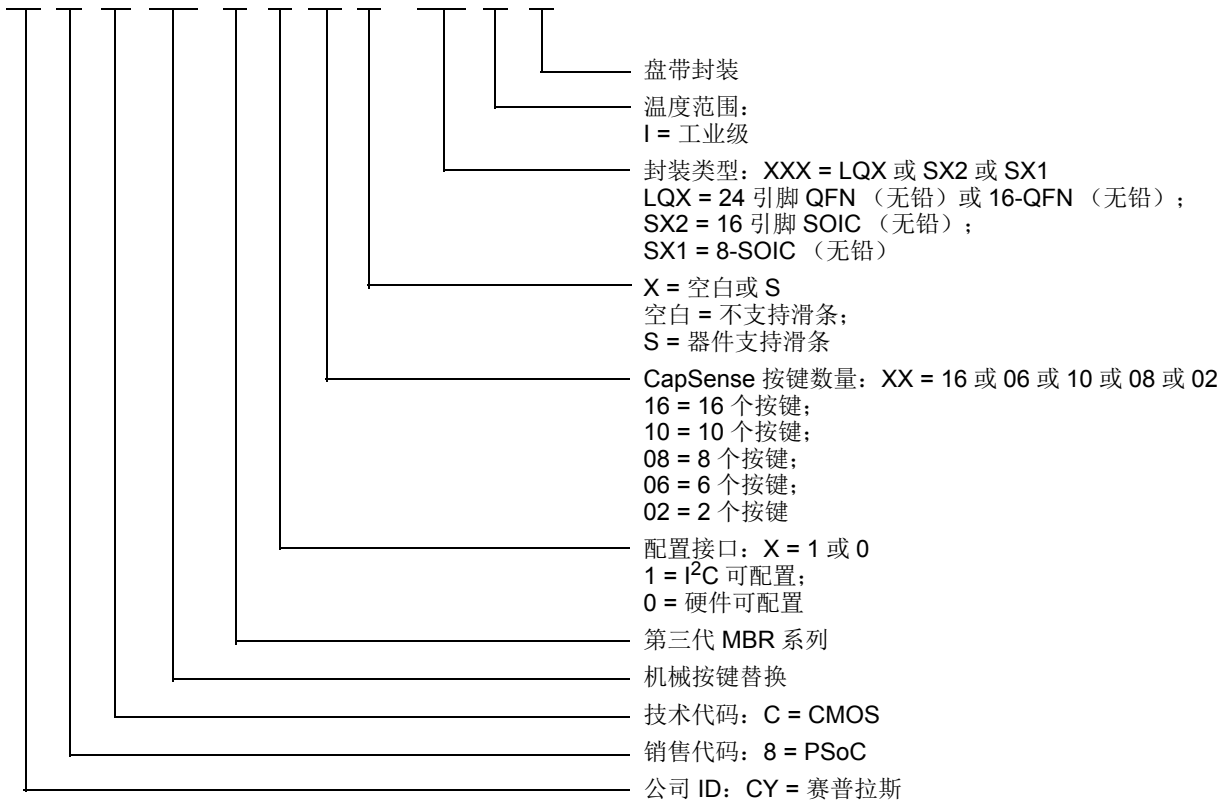 盘带封装
温度范围：
I = 工业级
封装类型：XXX = LQX 或 SX2 或 SX1
LQX = 24 引脚 QFN （无铅）或 16-QFN （无铅）；
SX2 = 16 引脚 SOIC （无铅）；
SX1 = 8-SOIC （无铅）
X = 空白或 S
空白 = 不支持滑条；
S = 器件支持滑条
CapSense 按键数量：XX = 16 或 06 或 10 或 08 或 02
16 = 16 个按键；
10 = 10 个按键；
08 = 8 个按键；
06 = 6 个按键；
02 = 2 个按键
配置接口：X = 1 或 0
1 = I²C 可配置；
0 = 硬件可配置
第三代 MBR 系列
机械按键替换
技术代码：C = CMOS
销售代码：8 = PSoC
公司 ID：CY = 赛普拉斯